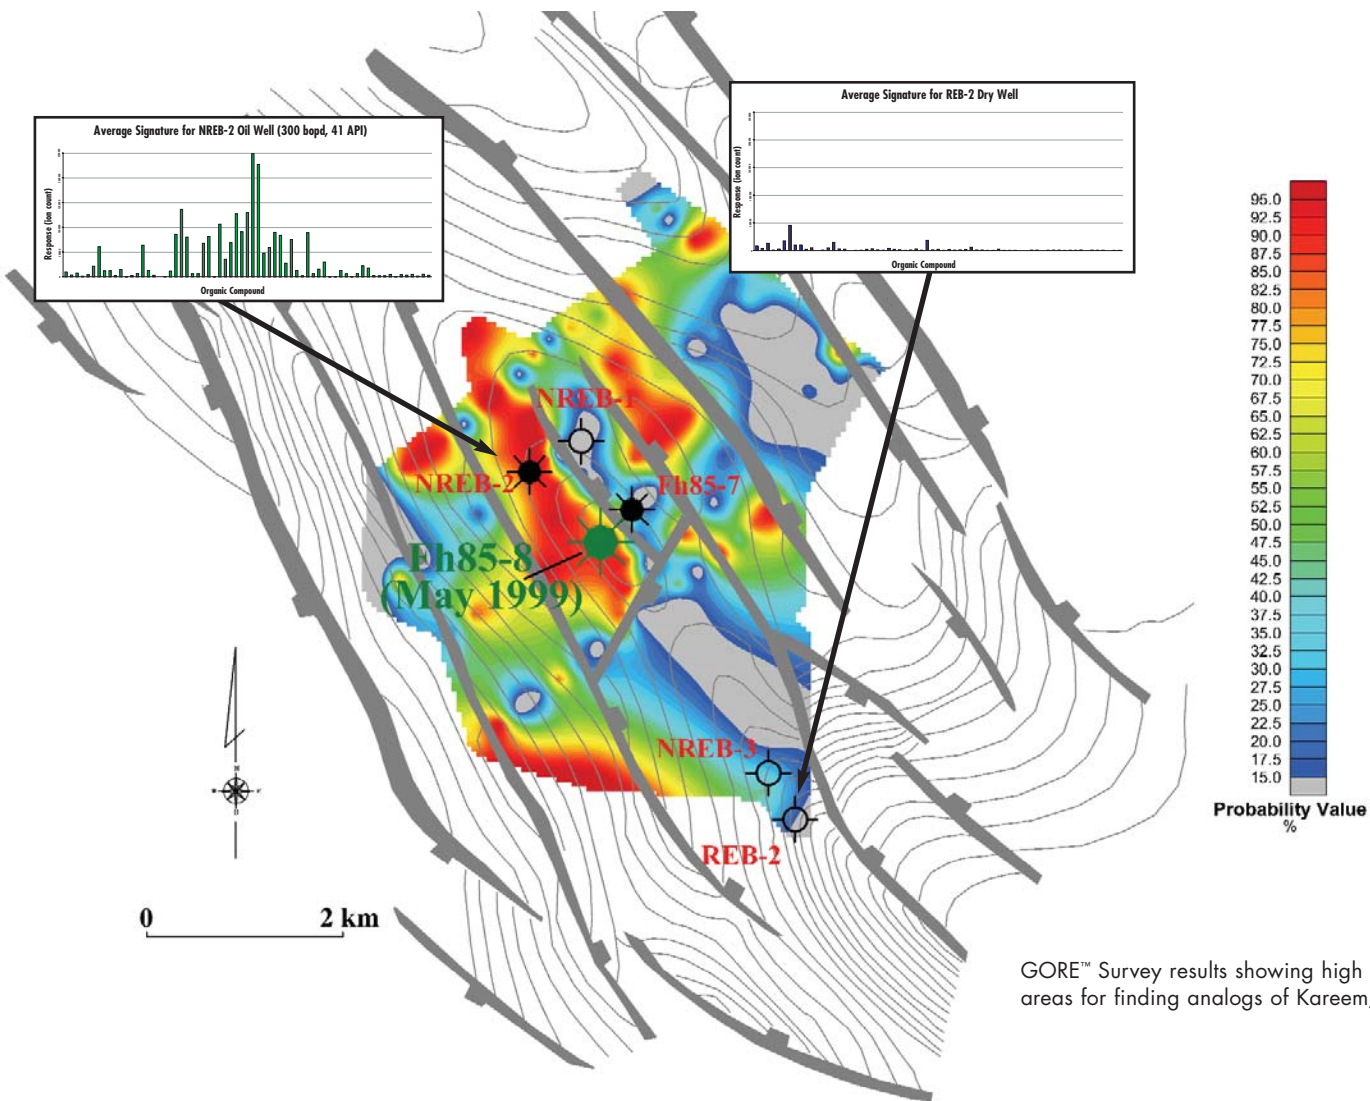 Average Signature for REB-2 Dry Well
Response (ion count)
Organic Compound
Average Signature for NREB-2 Oil Well (300 bopd, 41 API)
Response (ion count)
Organic Compound
NREB-1
NREB-2
Fh85-7
Fh85-8
(May 1999)
NREB-3
REB-2
95.0
92.5
90.0
87.5
85.0
82.5
80.0
77.5
75.0
72.5
70.0
67.5
65.0
62.5
60.0
57.5
55.0
52.5
50.0
47.5
45.0
42.5
40.0
37.5
35.0
32.5
30.0
27.5
25.0
22.5
20.0
17.5
15.0
Probability Value
%
N
0 2 km
GORE™ Survey results showing high
areas for finding analogs of Kareem,